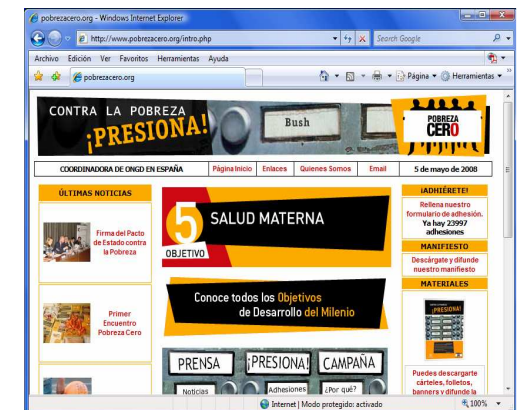 pobrezacero.org - Windows Internet Explorer
http://www.pobrezacero.org/intro.php
Search Google
Archivo Edición Ver Favoritos Herramientas Ayuda
pobrezacero.org
Página
Herramientas
CONTRA LA POBREZA
¡PRESIONA!
Bush
POBREZA
CERO
COORDINADORA DE ONGD EN ESPAÑA
Página Inicio
Enlaces
Quienes Somos
Email
5 de mayo de 2008
ÚLTIMAS NOTICIAS
Firma del Pacto
de Estado contra
la Pobreza
Primer
Encuentro
Pobreza Cero
5
OBJETIVO
SALUD MATERNA
Conoce todos los Objetivos
de Desarrollo del Milenio
PRENSA
¡PRESIONA!
CAMPAÑA
Noticias
Adhesiones
¿Por qué?
¡ADHIÉRETE!
Rellena nuestro
formulario de adhesión.
Ya hay 23997
adhesiones
MANIFIESTO
Descárgate y difunde
nuestro manifiesto
MATERIALES
¡PRESIONA!
Puedes descargarte
cárteles, folletos,
banners y difunde la
Internet | Modo protegido: activado
100%